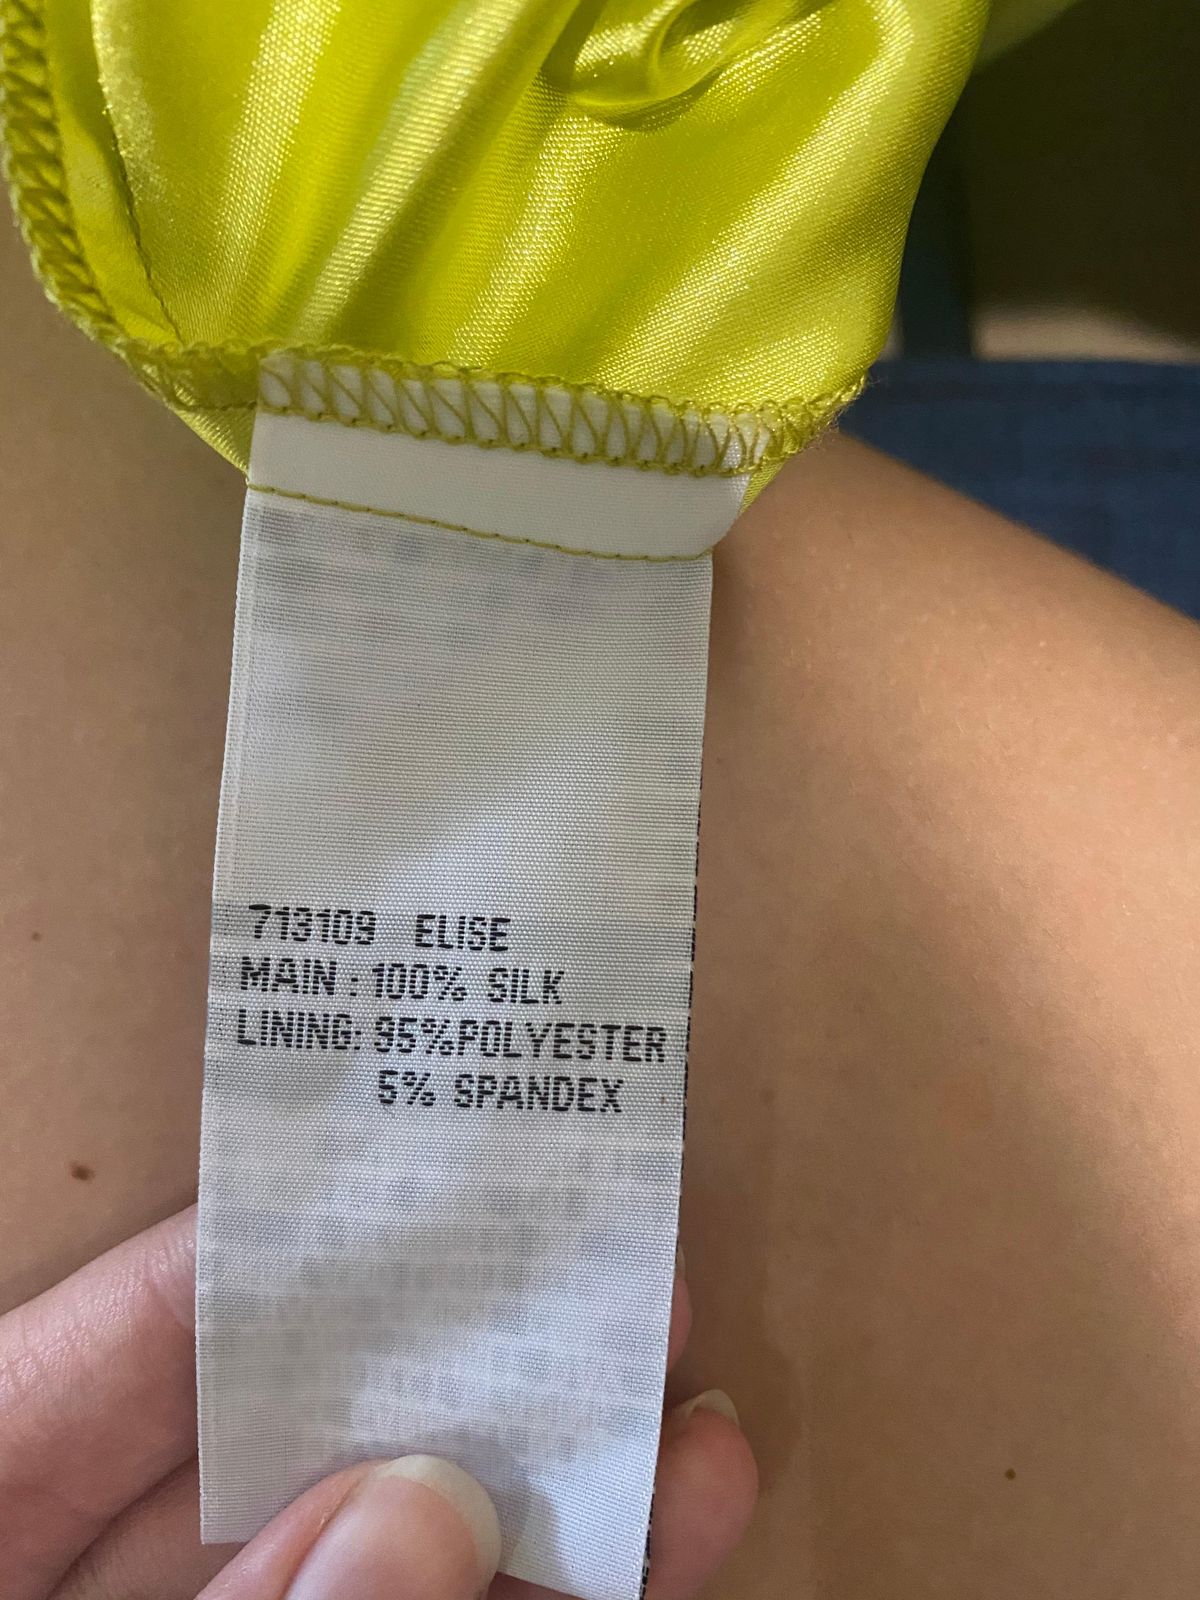 713109 ELISE
MAIN: 100% SILK
LINING: 95%POLYESTER
5% SPANDEX